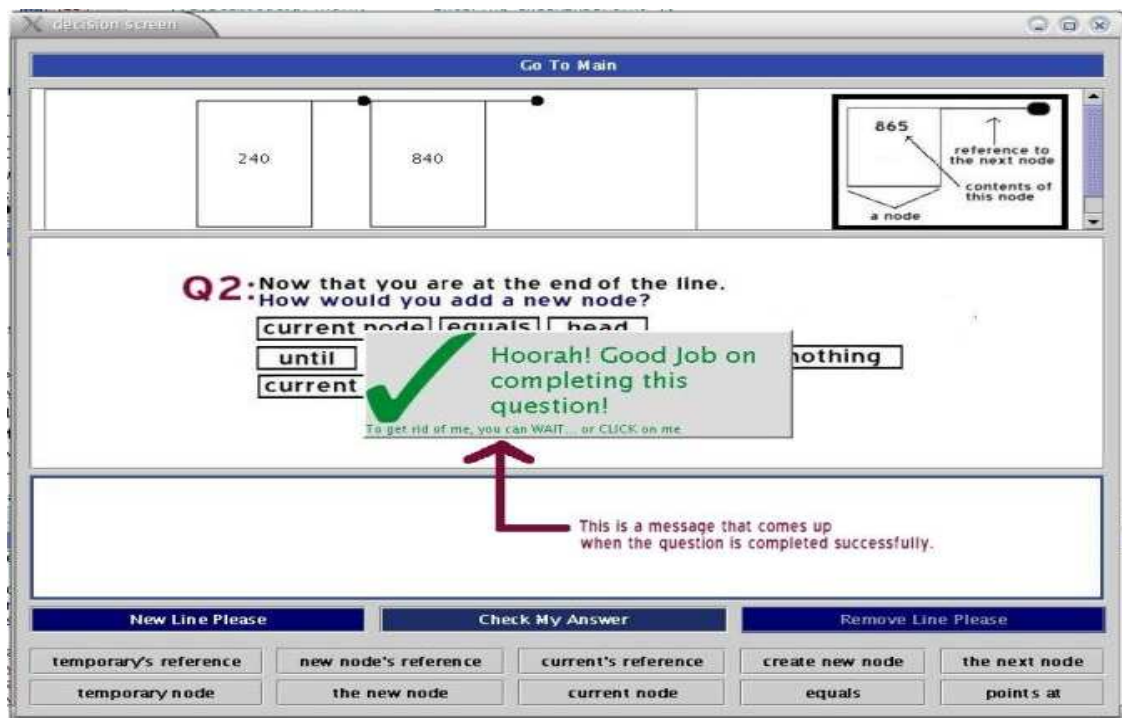 decision screen
Go To Main
240
840
865
reference to
the next node
contents of
this node
a node
Q2: Now that you are at the end of the line.
How would you add a new node?
current node equals head
until nothing
current
Hoorah! Good Job on
completing this
question!
To get rid of me, you can WAIT... or CLICK on me
This is a message that comes up
when the question is completed successfully.
New Line Please Check My Answer Remove Line Please
temporary's reference new node's reference current's reference create new node the next node
temporary node the new node current node equals points at